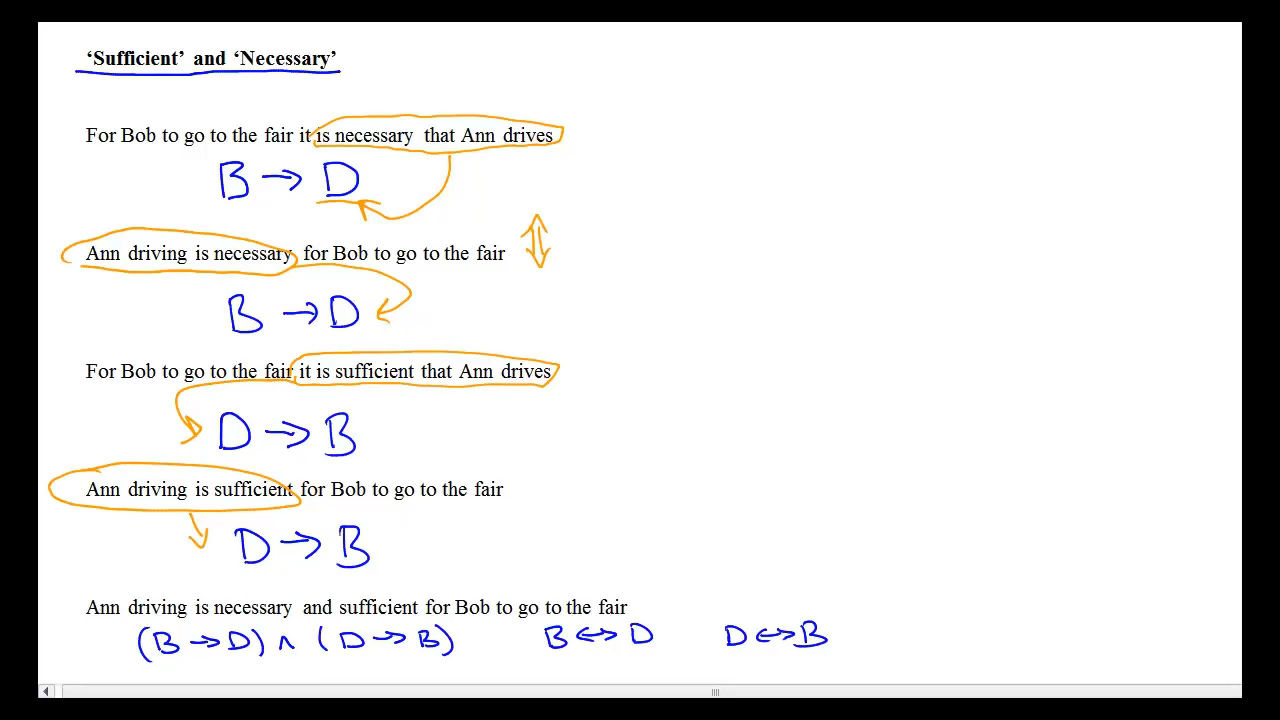 ‘Sufficient’ and ‘Necessary’
For Bob to go to the fair it is necessary that Ann drives
B → D
Ann driving is necessary for Bob to go to the fair
B → D
For Bob to go to the fair it is sufficient that Ann drives
D → B
Ann driving is sufficient for Bob to go to the fair
D → B
Ann driving is necessary and sufficient for Bob to go to the fair
(B → D) ∧ (D → B) B ↔ D D ↔ B